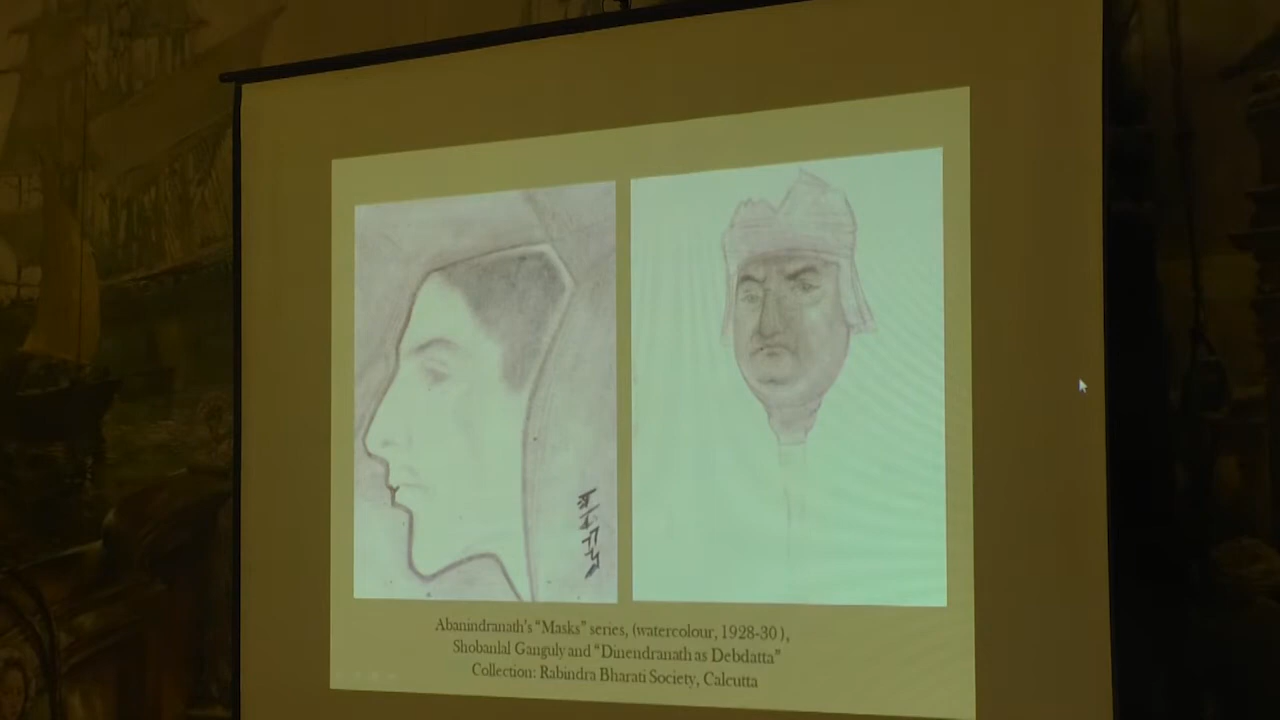 Abanindranath's "Masks" series, (watercolour, 1928-30 ),
Shobanlal Ganguly and "Dinendranath as Debdatta"
Collection: Rabindra Bharati Society, Calcutta